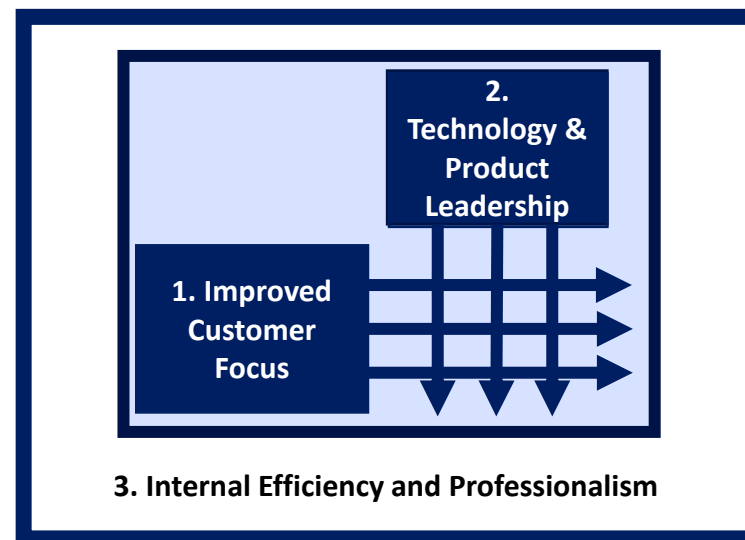 2.
Technology &
Product
Leadership
1. Improved
Customer
Focus
3. Internal Efficiency and Professionalism